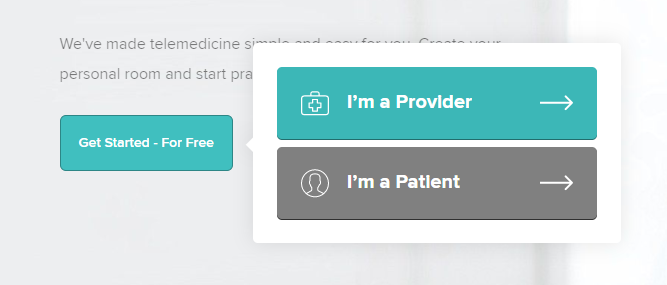 We've made telemedicine simple and easy for you. Create your
personal room and start pra
Get Started - For Free
I'm a Provider
I'm a Patient